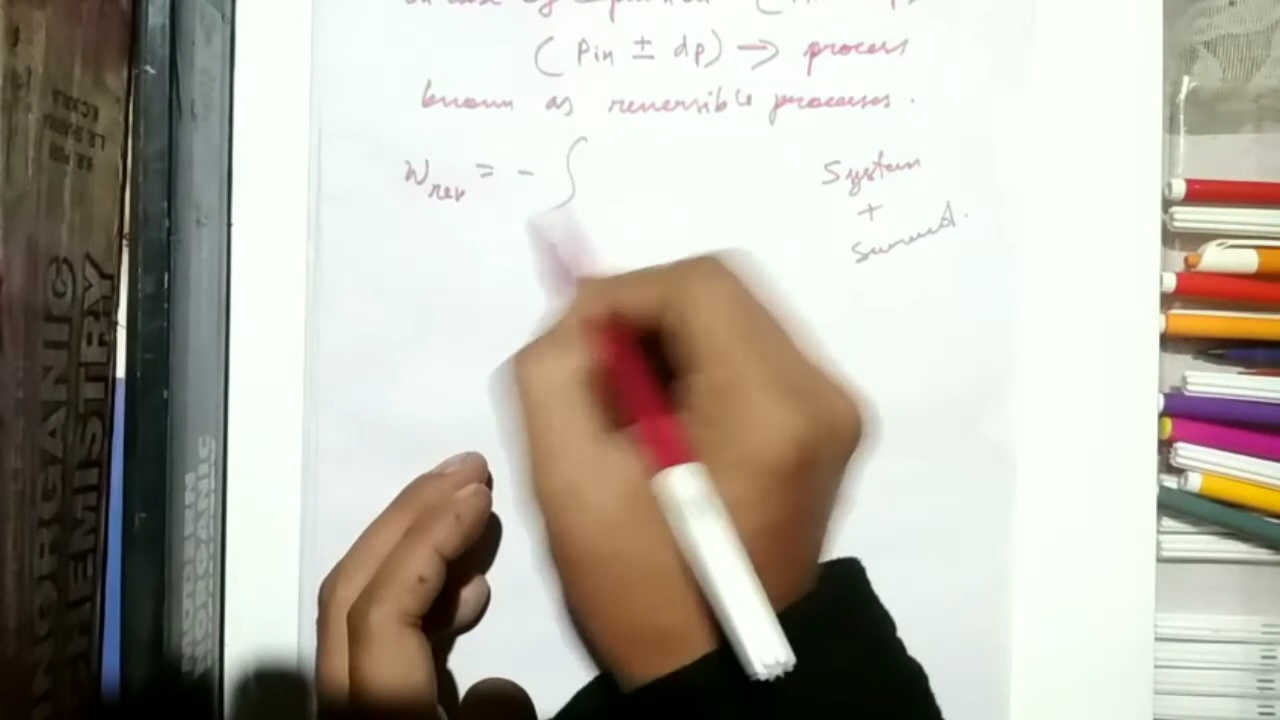 (Pin ± dp) → process
known as reversible processes.
Wrev = - ∫
System
+
Surround.
INORGANIC
CHEMISTRY
MODERN
INORGANIC